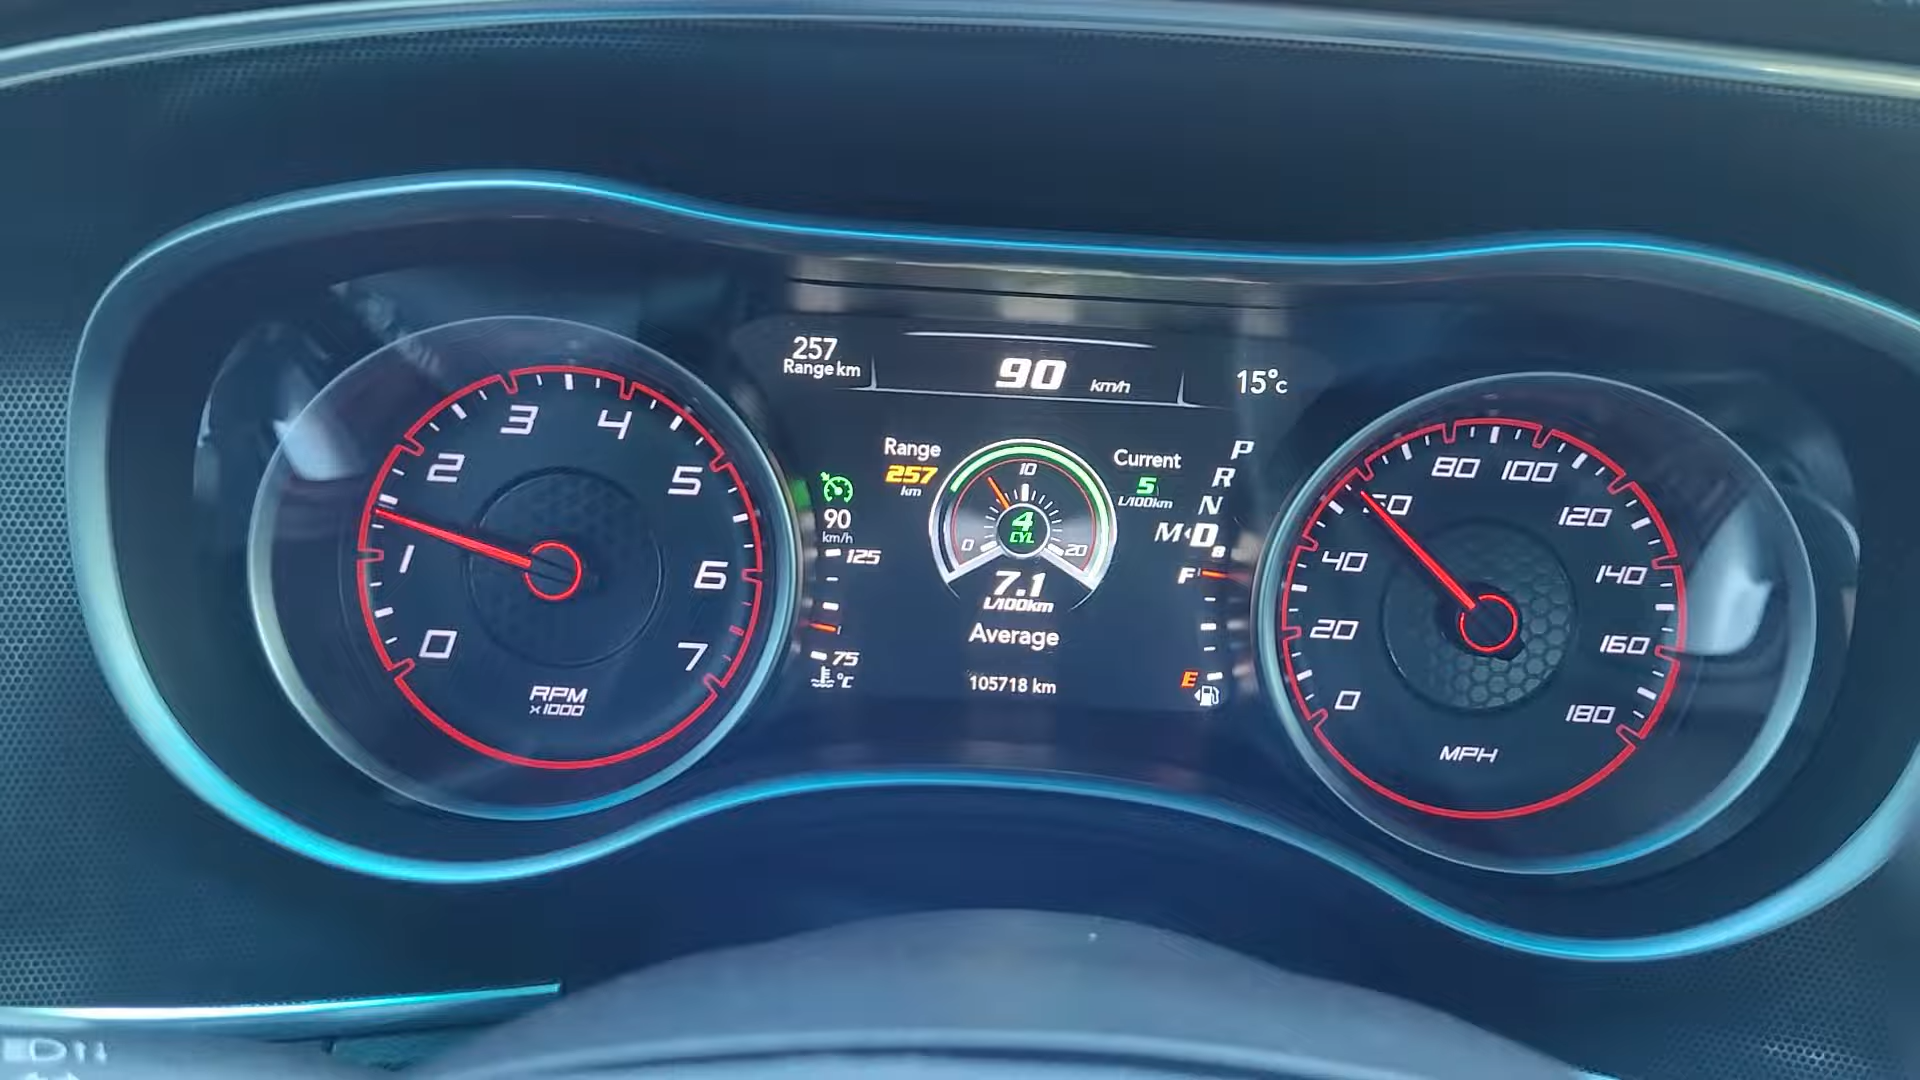 257
Range km
90 km/h
15°C
Range
257
km
10
0
20
4
CYL
7.1
L/100km
Average
105718 km
Current
5
L/100km
90
km/h
125
75
°C
P
R
N
M D8
F
E
0
1
2
3
4
5
6
7
RPM
x1000
0
20
40
60
80
100
120
140
160
180
MPH